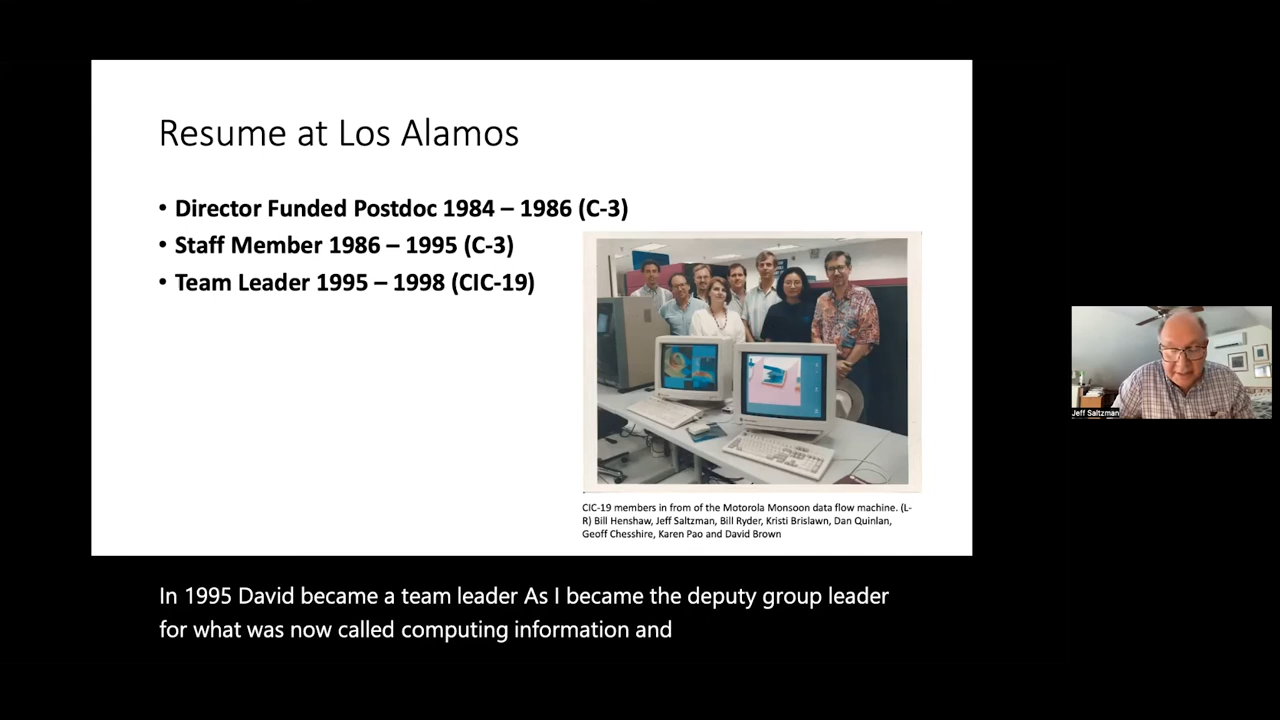 Resume at Los Alamos
• Director Funded Postdoc 1984 – 1986 (C-3)
• Staff Member 1986 – 1995 (C-3)
• Team Leader 1995 – 1998 (CIC-19)
CIC-19 members in from of the Motorola Monsoon data flow machine. (L-
R) Bill Henshaw, Jeff Saltzman, Bill Ryder, Kristi Brislawn, Dan Quinlan,
Geoff Chesshire, Karen Pao and David Brown
Jeff Saltzman
In 1995 David became a team leader As I became the deputy group leader
for what was now called computing information and